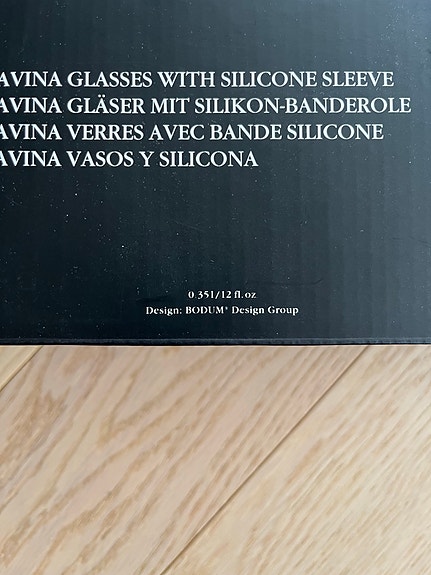 AVINA GLASSES WITH SILICONE SLEEVE
AVINA GLÄSER MIT SILIKON-BANDEROLE
AVINA VERRES AVEC BANDE SILICONE
AVINA VASOS Y SILICONA
0.35l/12 fl.oz
Design: BODUM® Design Group